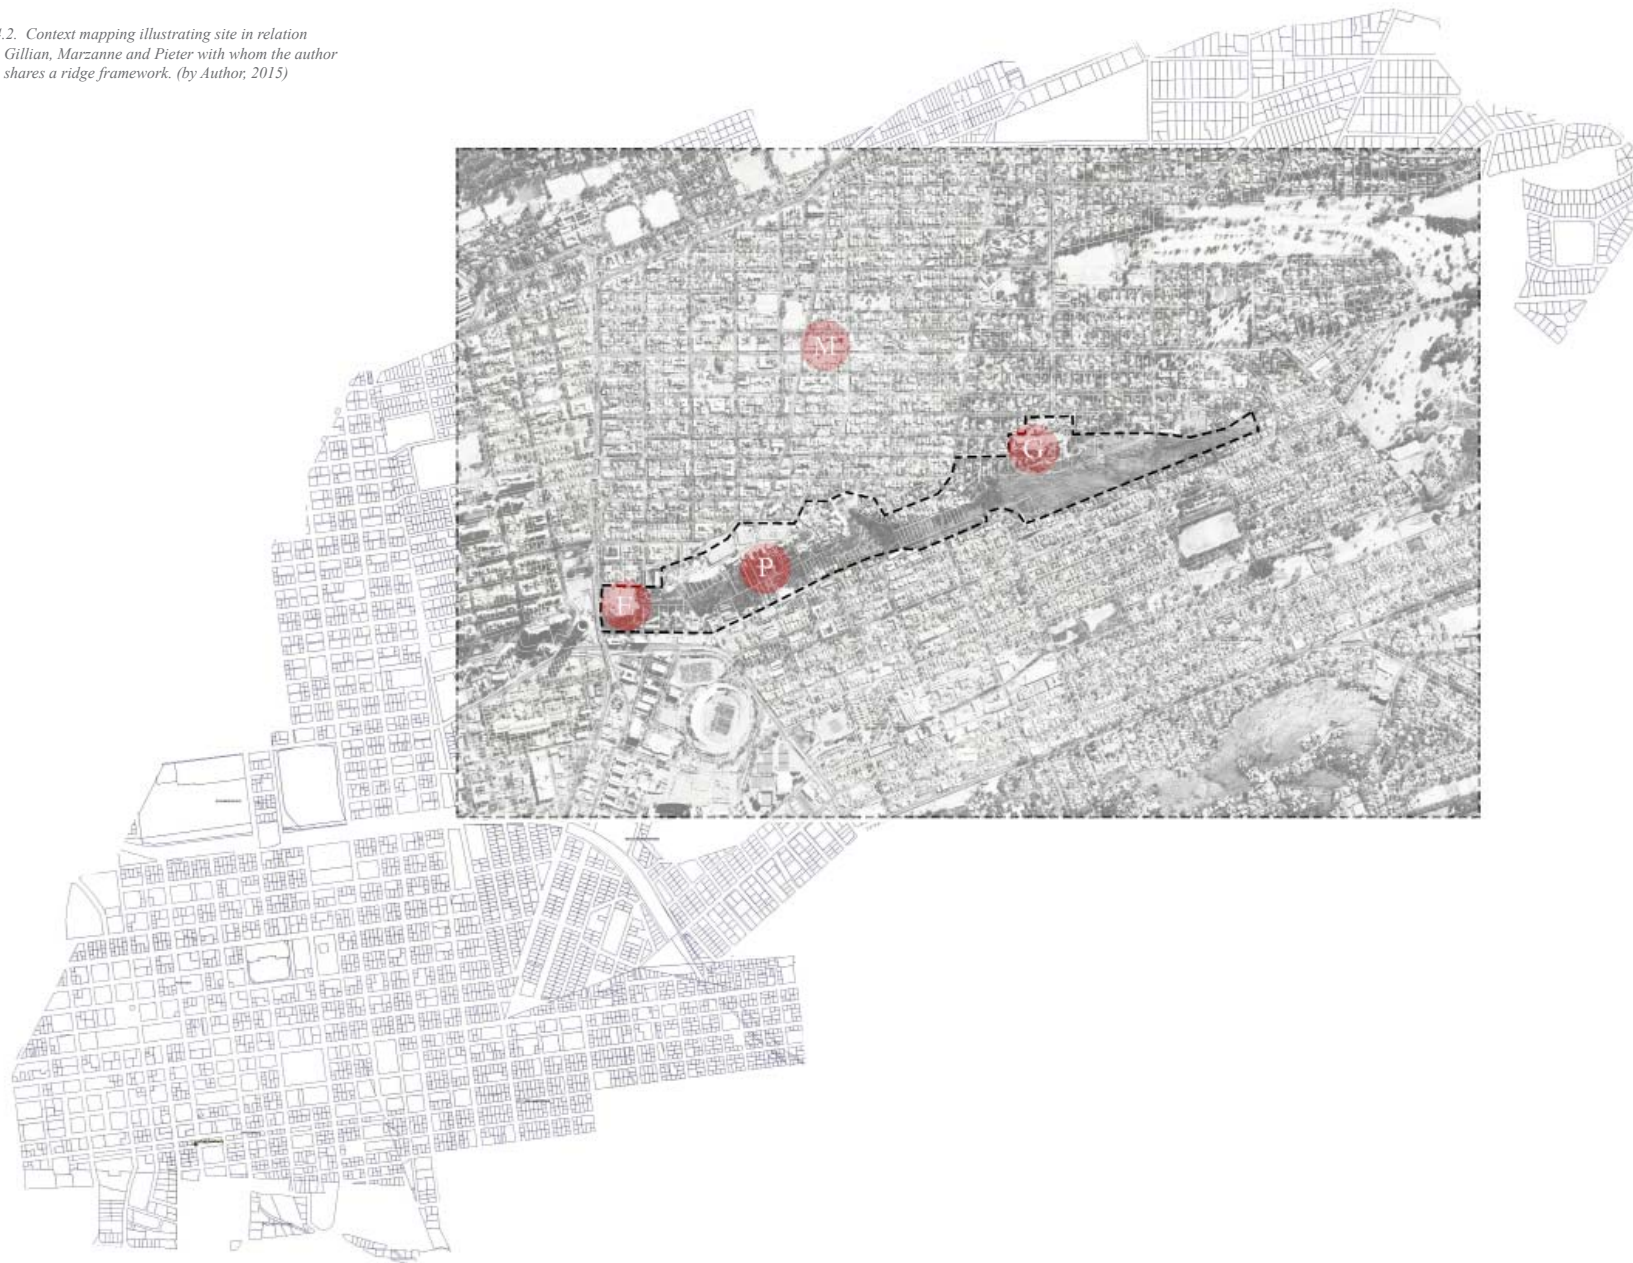 .2. Context mapping illustrating site in relation
Gillian, Marzanne and Pieter with whom the author
shares a ridge framework. (by Author, 2015)
M
G
P